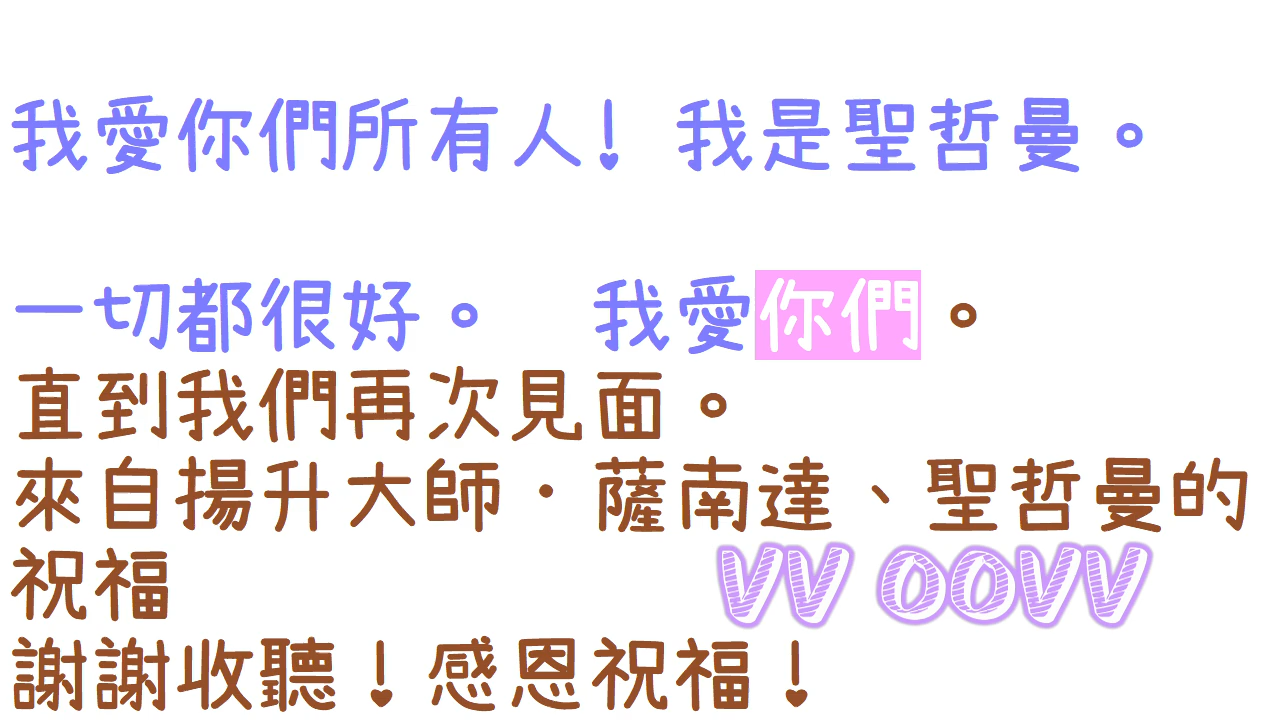 我愛你們所有人! 我是聖哲曼。
一切都很好。 我愛你們。
直到我們再次見面。
來自揚升大師・薩南達、聖哲曼的
祝福
VV OOVV
謝謝收聽！感恩祝福！